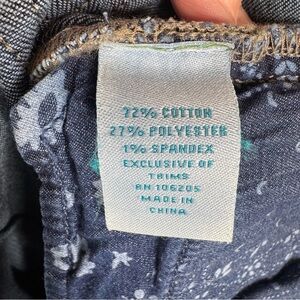 72% COTTON
27% POLYESTER
1% SPANDEX
EXCLUSIVE OF
TRIMS
RN 106205
MADE IN
CHINA